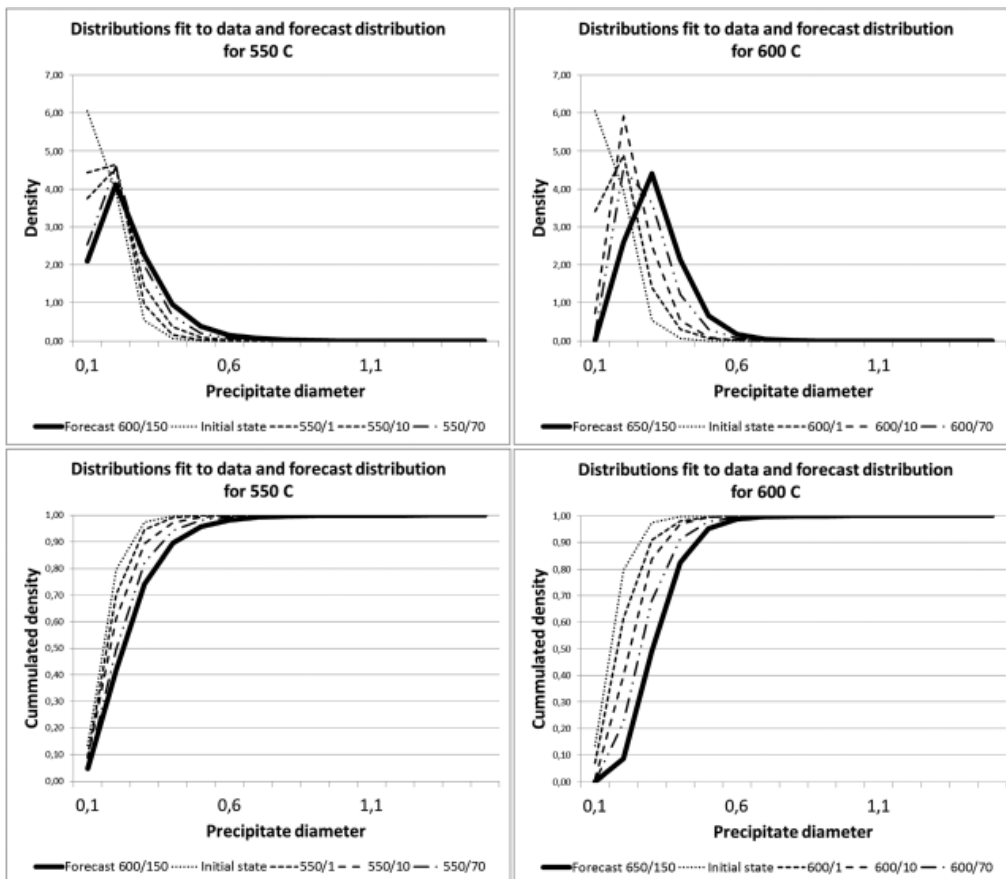 Distributions fit to data and forecast distribution
for 550 C
7,00
6,00
5,00
4,00
3,00
2,00
1,00
0,00
Density
0,1
0,6
1,1
Precipitate diameter
Forecast 600/150 Initial state 550/1 550/10 550/70
Distributions fit to data and forecast distribution
for 600 C
7,00
6,00
5,00
4,00
3,00
2,00
1,00
0,00
Density
0,1
0,6
1,1
Precipitate diameter
Forecast 650/150 Initial state 600/1 600/10 600/70
Distributions fit to data and forecast distribution
for 550 C
1,00
0,90
0,80
0,70
0,60
0,50
0,40
0,30
0,20
0,10
0,00
Cummulated density
0,1
0,6
1,1
Precipitate diameter
Forecast 600/150 Initial state 550/1 550/10 550/70
Distributions fit to data and forecast distribution
for 600 C
1,00
0,90
0,80
0,70
0,60
0,50
0,40
0,30
0,20
0,10
0,00
Cummulated density
0,1
0,6
1,1
Precipitate diameter
Forecast 650/150 Initial state 600/1 600/10 600/70